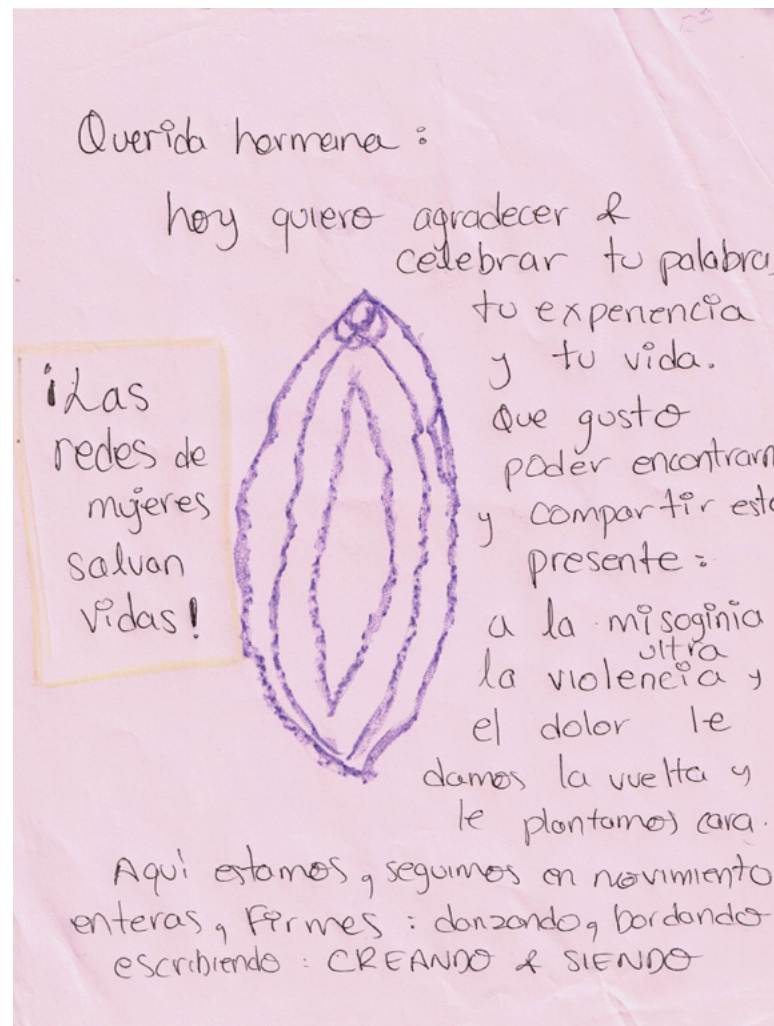 Querida hermana :
hoy quiero agradecer &
celebrar tu palabra,
tu experiencia
y tu vida.
Que gusto
poder encontrarn
y compartir este
presente :
a la misoginia
ultra
la violencia y
el dolor le
damos la vuelta y
le plantamos cara.
¡Las
redes de
mujeres
salvan
vidas!
Aquí estamos, seguimos en movimiento
enteras, Firmes : danzando, bordando
escribiendo : CREANDO & SIENDO